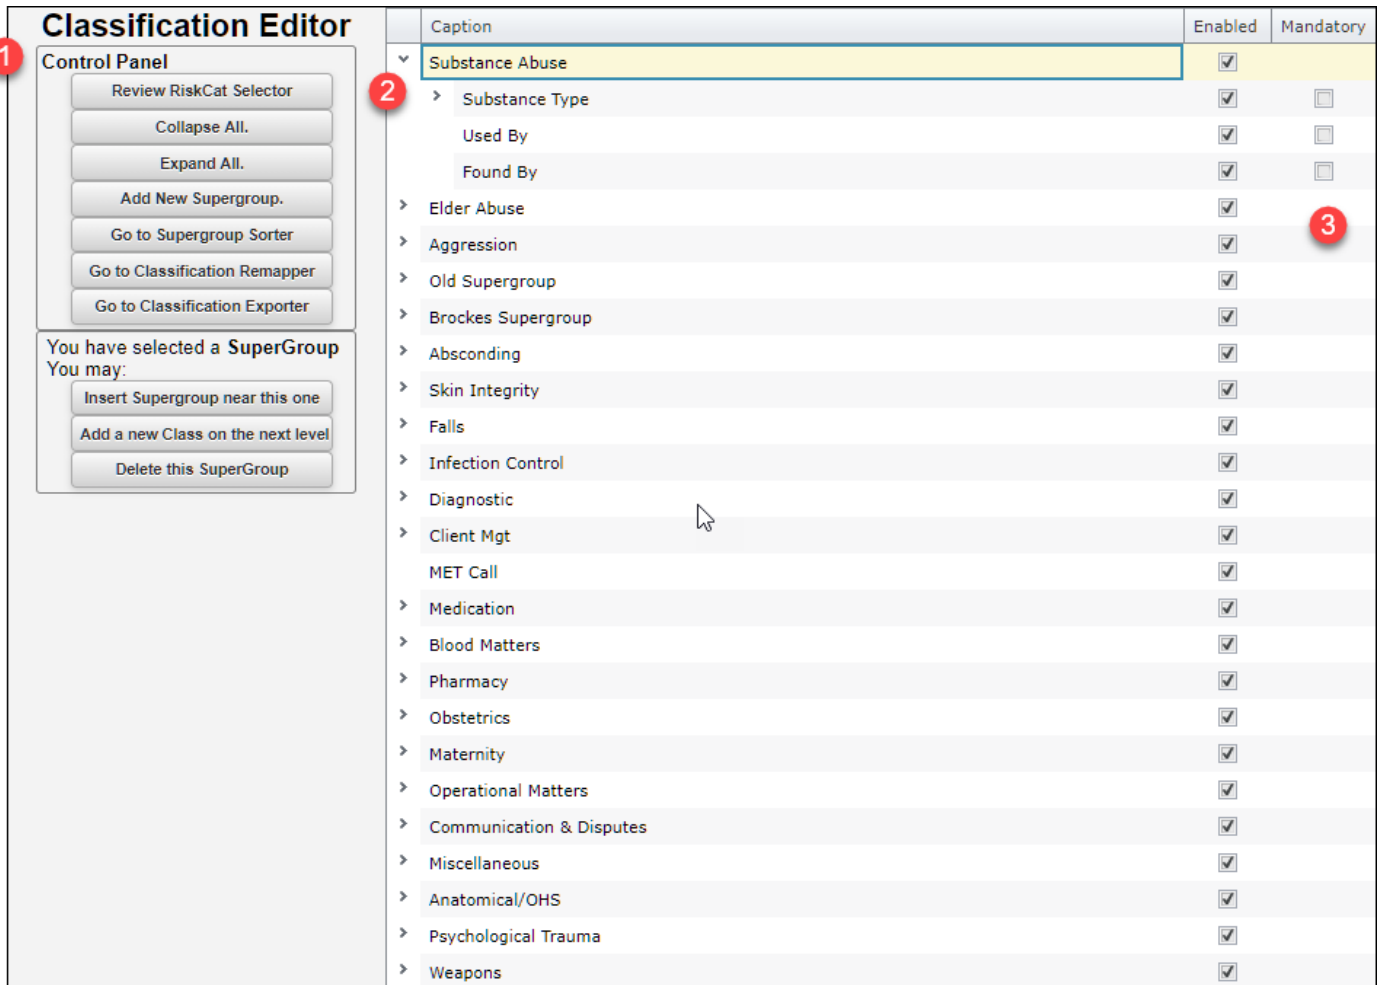 Classification Editor
1
Control Panel
Review RiskCat Selector
Collapse All.
Expand All.
Add New Supergroup.
Go to Supergroup Sorter
Go to Classification Remapper
Go to Classification Exporter
You have selected a SuperGroup
You may:
Insert Supergroup near this one
Add a new Class on the next level
Delete this SuperGroup
Caption Enabled Mandatory
Substance Abuse
2
Substance Type
Used By
Found By
Elder Abuse
3
Aggression
Old Supergroup
Brockes Supergroup
Absconding
Skin Integrity
Falls
Infection Control
Diagnostic
Client Mgt
MET Call
Medication
Blood Matters
Pharmacy
Obstetrics
Maternity
Operational Matters
Communication & Disputes
Miscellaneous
Anatomical/OHS
Psychological Trauma
Weapons